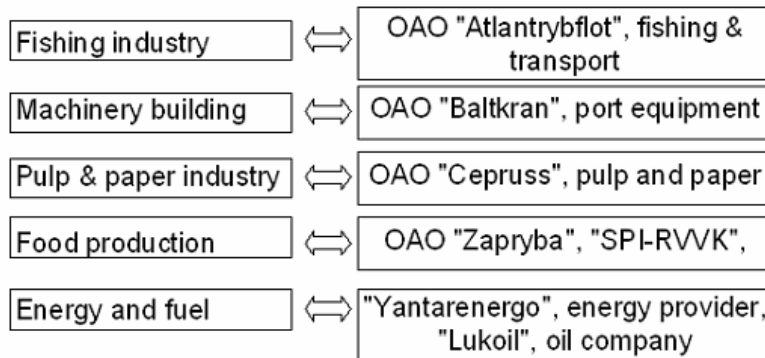 Fishing industry
OAO "Atlantrybflot", fishing &
transport
Machinery building
OAO "Baltkran", port equipment
Pulp & paper industry
OAO "Cepruss", pulp and paper
Food production
OAO "Zapryba", "SPI-RVVK",
Energy and fuel
"Yantarenergo", energy provider,
"Lukoil", oil company